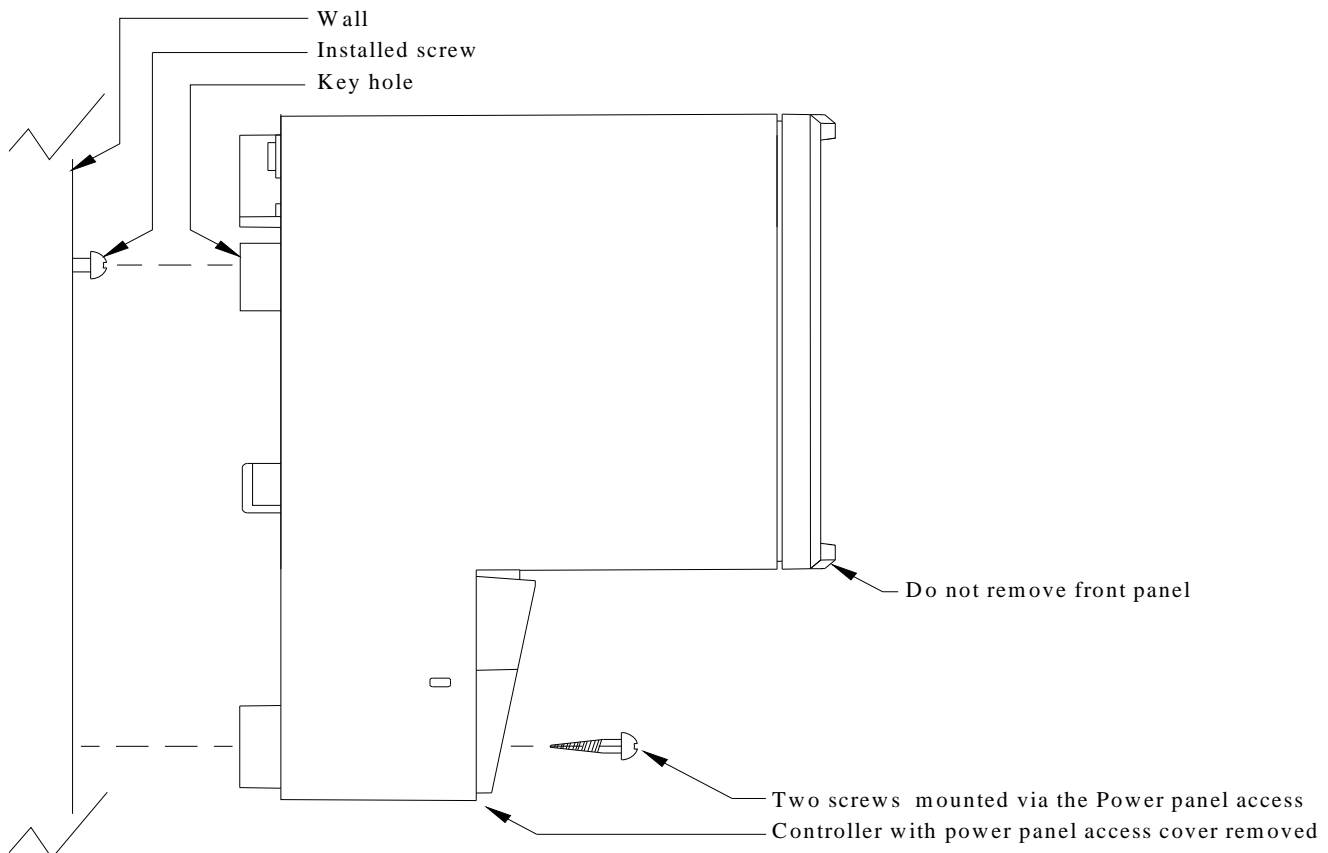 Wall
Installed screw
Key hole
Do not remove front panel
Two screws mounted via the Power panel access
Controller with power panel access cover removed